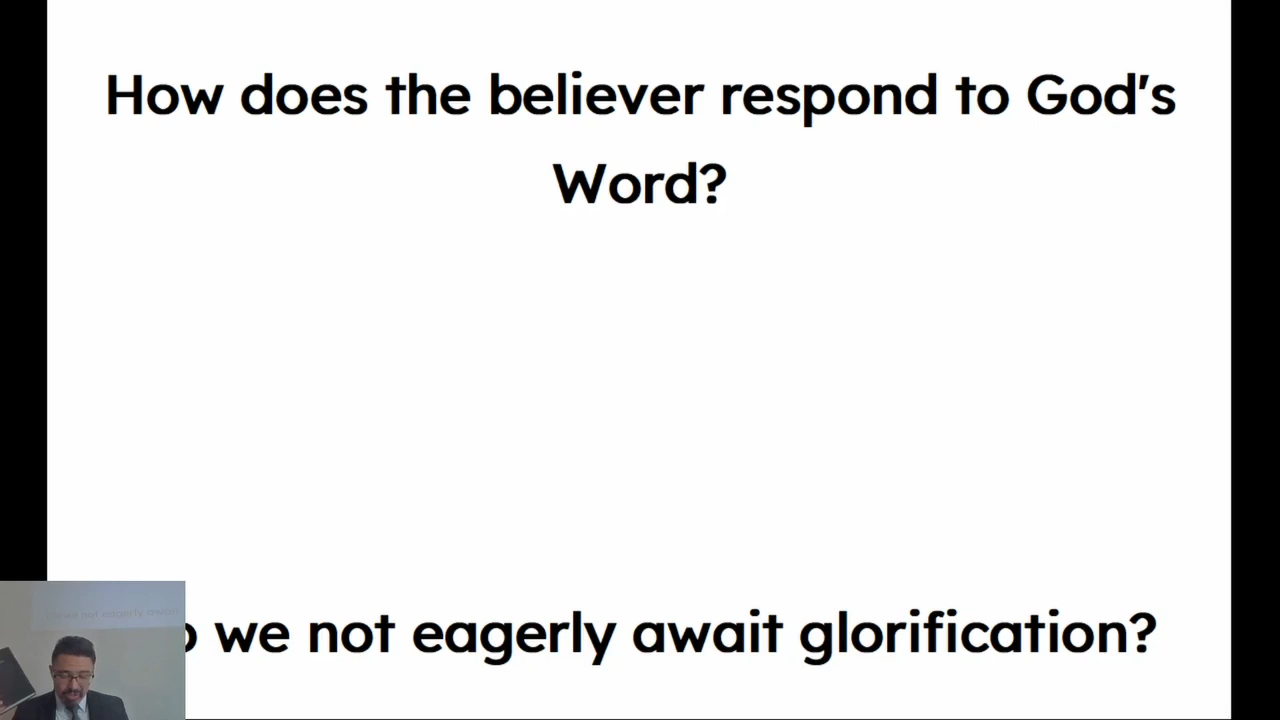 How does the believer respond to God's
Word?
we not eagerly await glorification?